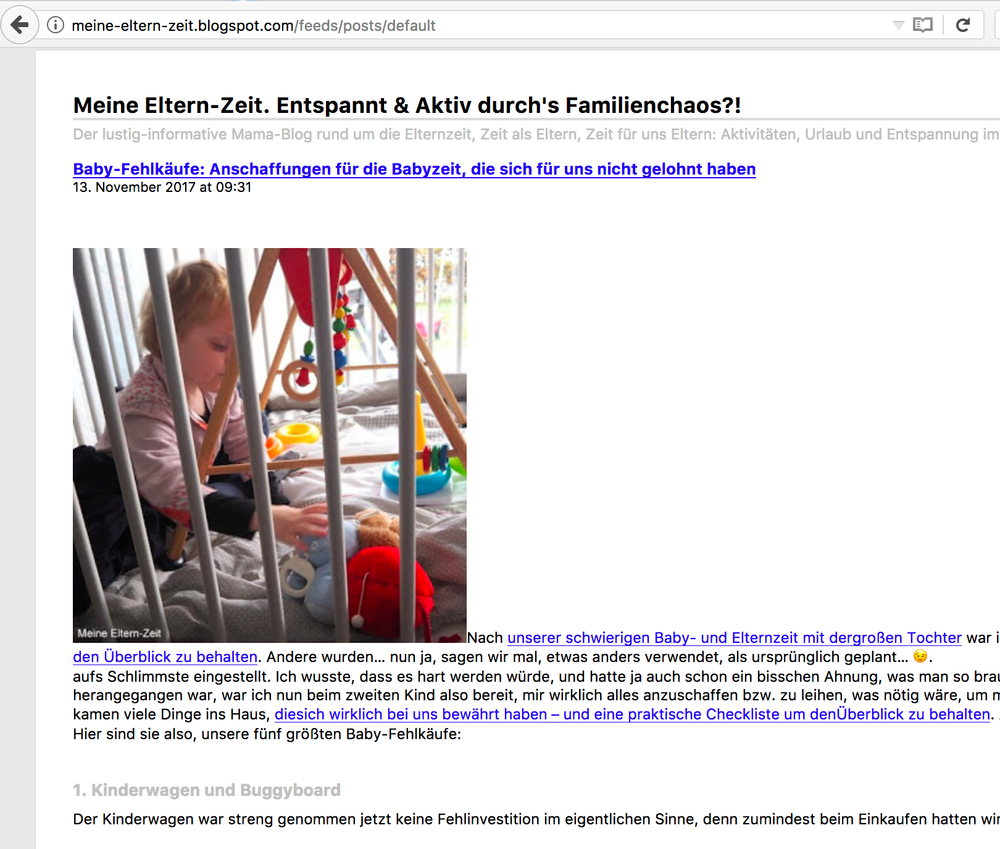 meine-eltern-zeit.blogspot.com/feeds/posts/default
Meine Eltern-Zeit. Entspannt & Aktiv durch's Familienchaos?!
Der lustig-informative Mama-Blog rund um die Elternzeit, Zeit als Eltern, Zeit für uns Eltern: Aktivitäten, Urlaub und Entspannung im
Baby-Fehlkäufe: Anschaffungen für die Babyzeit, die sich für uns nicht gelohnt haben
13. November 2017 at 09:31
Meine Eltern-Zeit
Nach unserer schwierigen Baby- und Elternzeit mit dergroßen Tochter war
den Überblick zu behalten. Andere wurden... nun ja, sagen wir mal, etwas anders verwendet, als ursprünglich geplant... 😉.
aufs Schlimmste eingestellt. Ich wusste, dass es hart werden würde, und hatte ja auch schon ein bisschen Ahnung, was man so
herangegangen war, war ich nun beim zweiten Kind also bereit, mir wirklich alles anzuschaffen bzw. zu leihen, was nötig wäre, um
kamen viele Dinge ins Haus, diesich wirklich bei uns bewährt haben – und eine praktische Checkliste um denÜberblick zu behalten.
Hier sind sie also, unsere fünf größten Baby-Fehlkäufe:
1. Kinderwagen und Buggyboard
Der Kinderwagen war streng genommen jetzt keine Fehlinvestition im eigentlichen Sinne, denn zumindest beim Einkaufen hatten